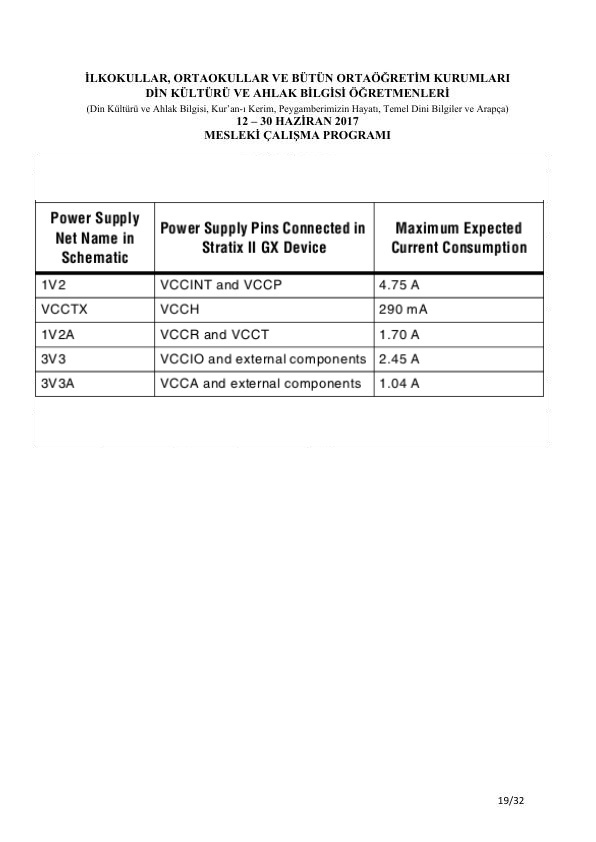 İLKOKULLAR, ORTAOKULLAR VE BÜTÜN ORTAÖĞRETİM KURUMLARI
DİN KÜLTÜRÜ VE AHLAK BİLGİSİ ÖĞRETMENLERİ
(Din Kültürü ve Ahlak Bilgisi, Kur’an-ı Kerim, Peygamberimizin Hayatı, Temel Dini Bilgiler ve Arapça)
12 – 30 HAZİRAN 2017
MESLEKİ ÇALIŞMA PROGRAMI
Power Supply Net Name in Schematic Power Supply Pins Connected in Stratix II GX Device Maximum Expected Current Consumption
1V2 VCCINT and VCCP 4.75 A
VCCTX VCCH 290 mA
1V2A VCCR and VCCT 1.70 A
3V3 VCCIO and external components 2.45 A
3V3A VCCA and external components 1.04 A
19/32